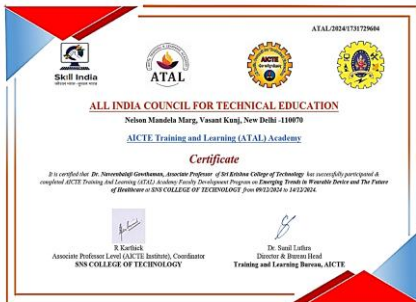 ATAL/2024/1731729604
Skill India
ATAL
AICTE
ALL INDIA COUNCIL FOR TECHNICAL EDUCATION
Nelson Mandela Marg, Vasant Kunj, New Delhi -110070
AICTE Training and Learning (ATAL) Academy
Certificate
It is certified that Dr. Naveenbalaji Gowthaman, Associate Professor of Sri Krishna College of Technology has successfully participated &
completed AICTE Training And Learning (ATAL) Academy Faculty Development Program on Emerging Trends in Wearable Device and The Future
of Healthcare at SNS COLLEGE OF TECHNOLOGY from 09/12/2024 to 14/12/2024.
R Karthick
Associate Professor Level (AICTE Institute), Coordinator
SNS COLLEGE OF TECHNOLOGY
Dr. Sunil Luthra
Director & Bureau Head
Training and Learning Bureau, AICTE